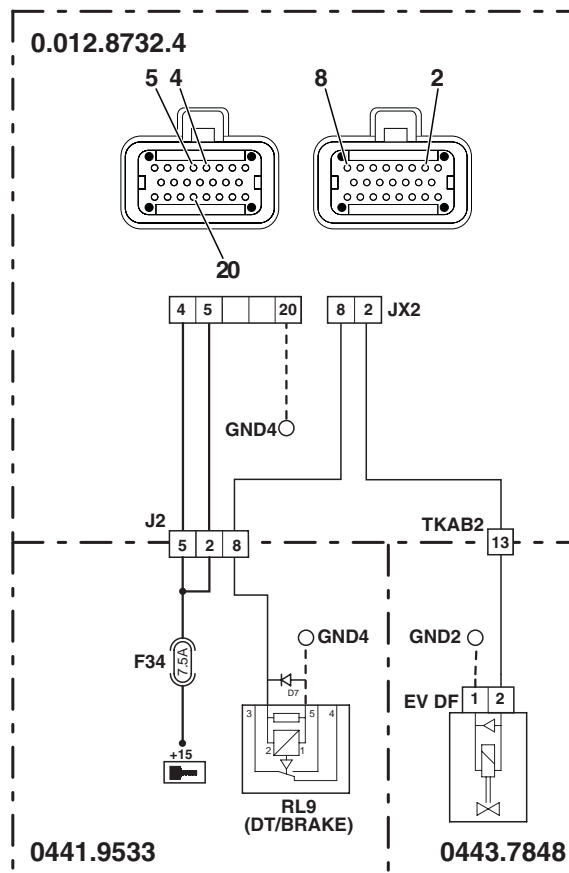 0.012.8732.4
5 4 8 2
20
4 5 20 8 2 JX2
GND4
J2 TKAB2
5 2 8 13
GND4 GND2
F34 7.5A
D7
EV DF 1 2
3 5 4
2 1
+15
RL9
(DT/BRAKE)
0441.9533 0443.7848